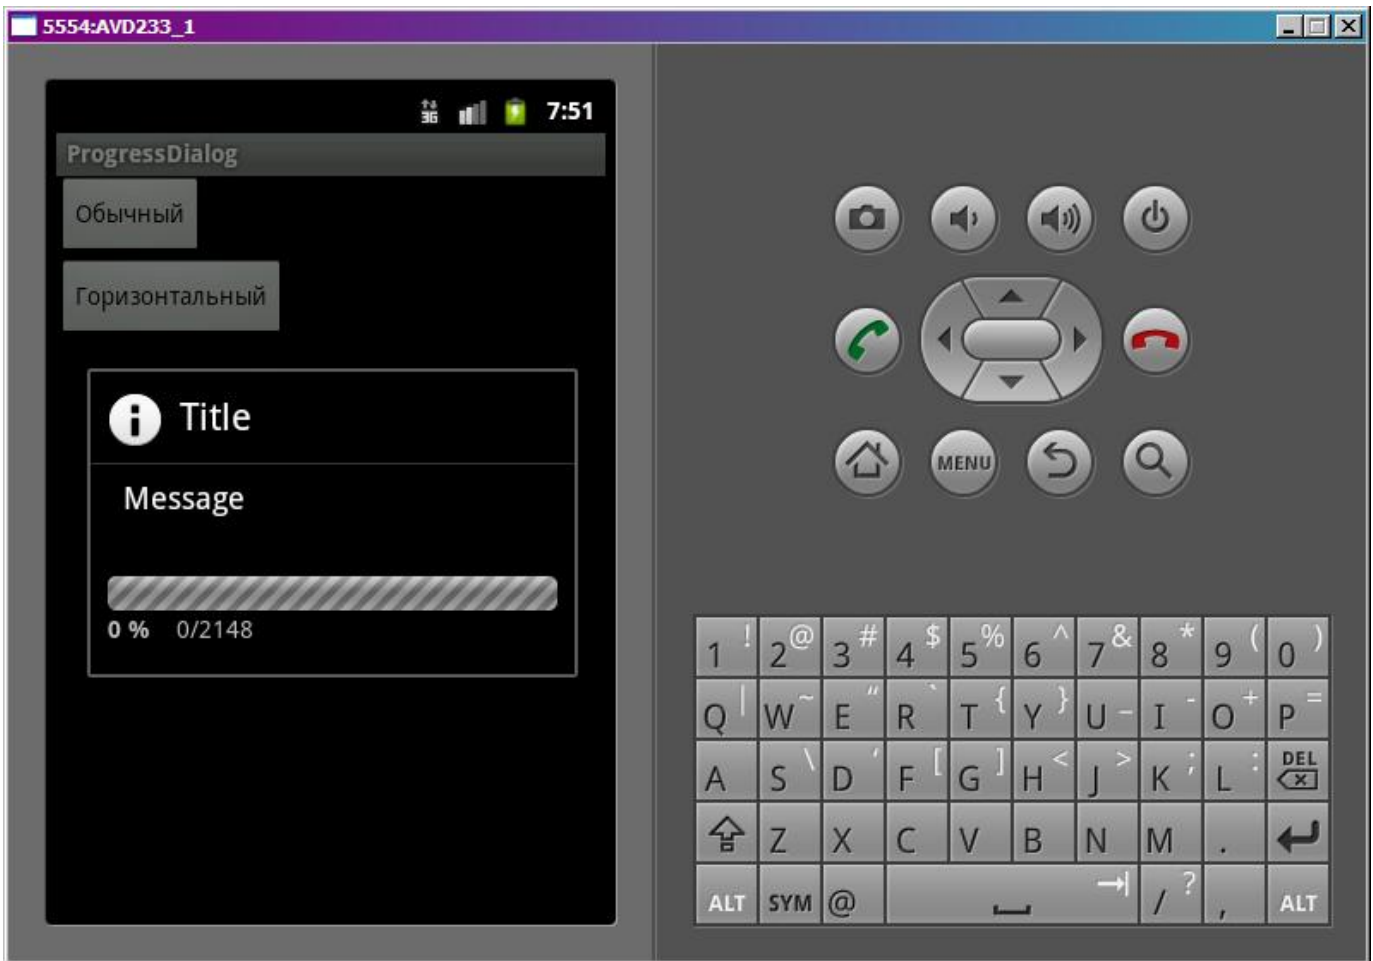 5554:AVD233_1
3G 7:51
ProgressDialog
Обычный
Горизонтальный
Title
Message
0 % 0/2148
MENU
1 ! 2 @ 3 # 4 $ 5 % 6 ^ 7 & 8 * 9 ( 0 )
Q | W ~ E “ R ` T { Y } U _ I - O + P =
A S \ D ‘ F [ G ] H < J > K ; L : DEL
Z X C V B N M .
ALT SYM @ / ? , ALT